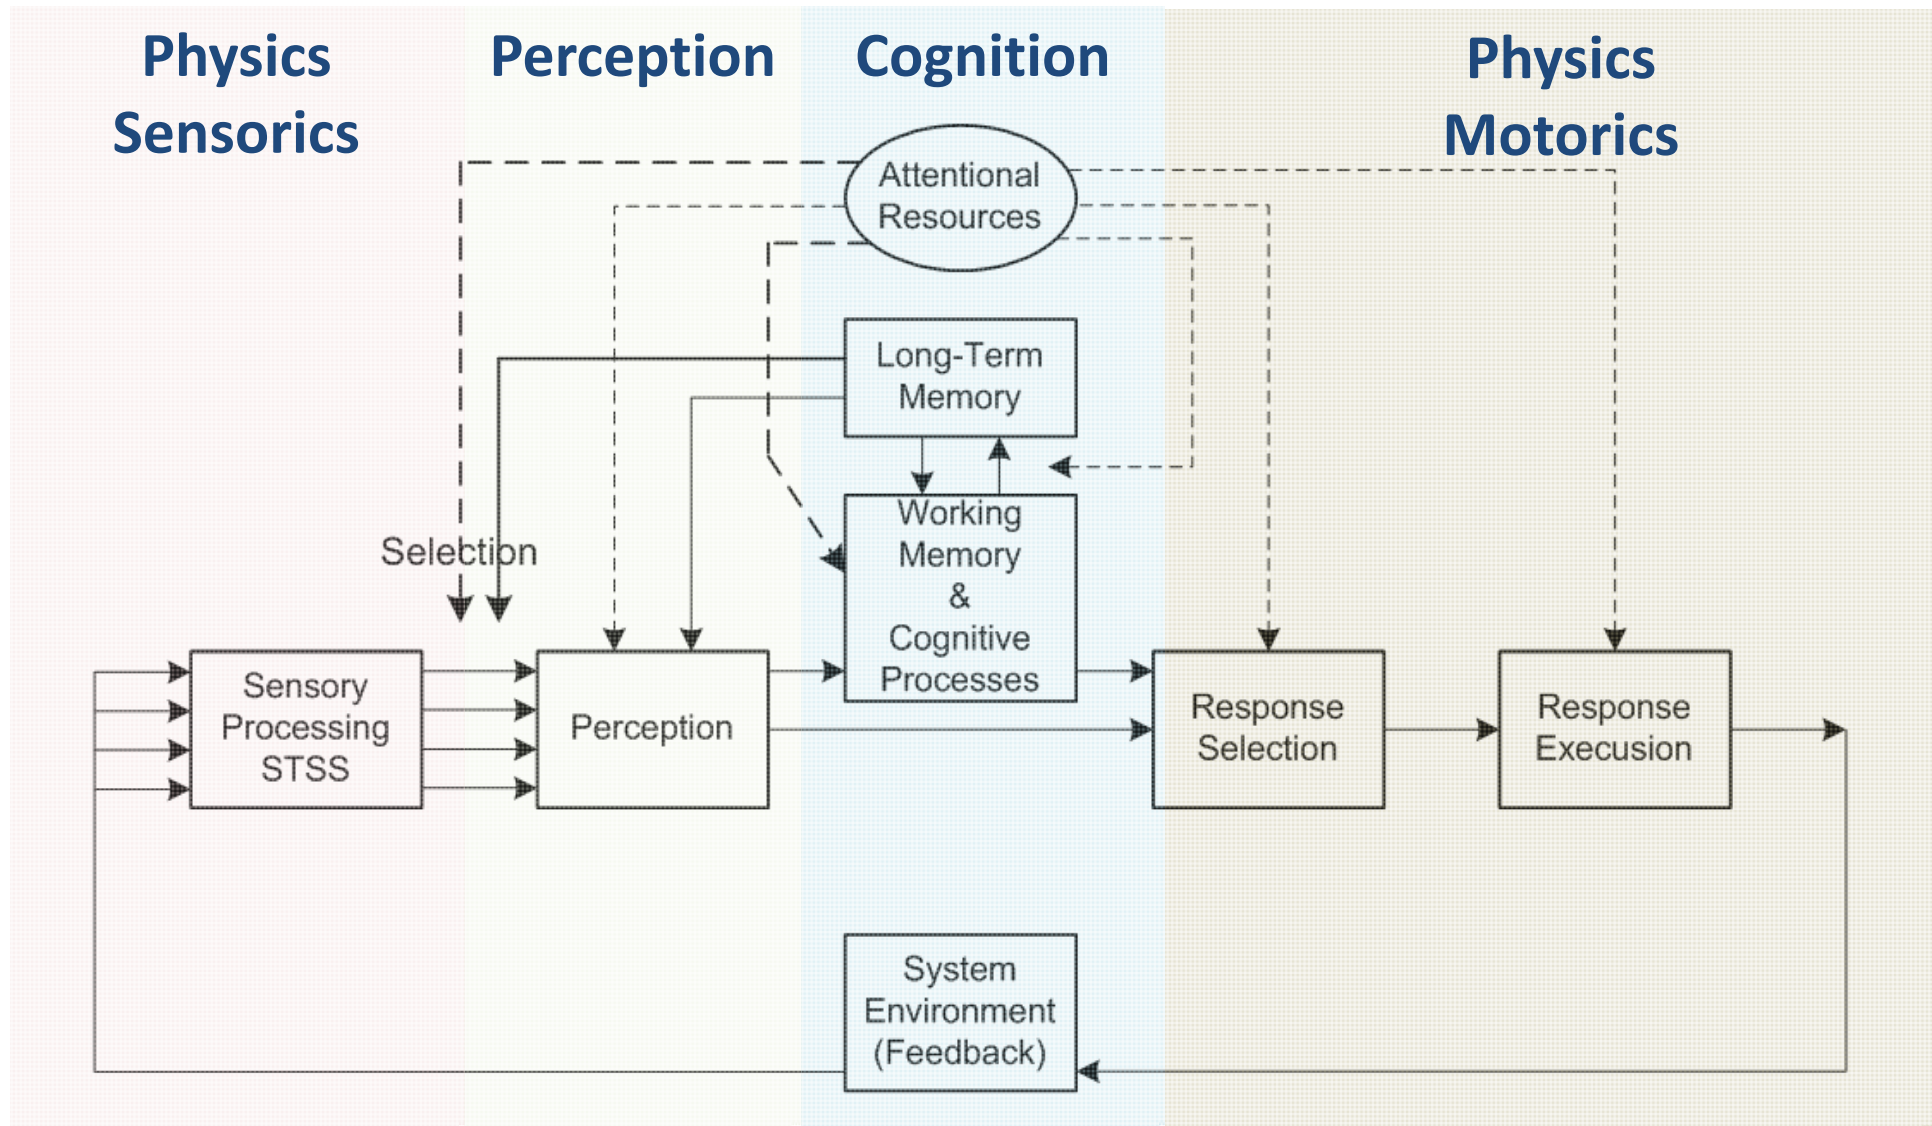 Physics
Sensorics
Perception
Cognition
Physics
Motorics
Attentional
Resources
Long-Term
Memory
Selection
Working
Memory
&
Cognitive
Processes
Sensory
Processing
STSS
Perception
Response
Selection
Response
Execusion
System
Environment
(Feedback)